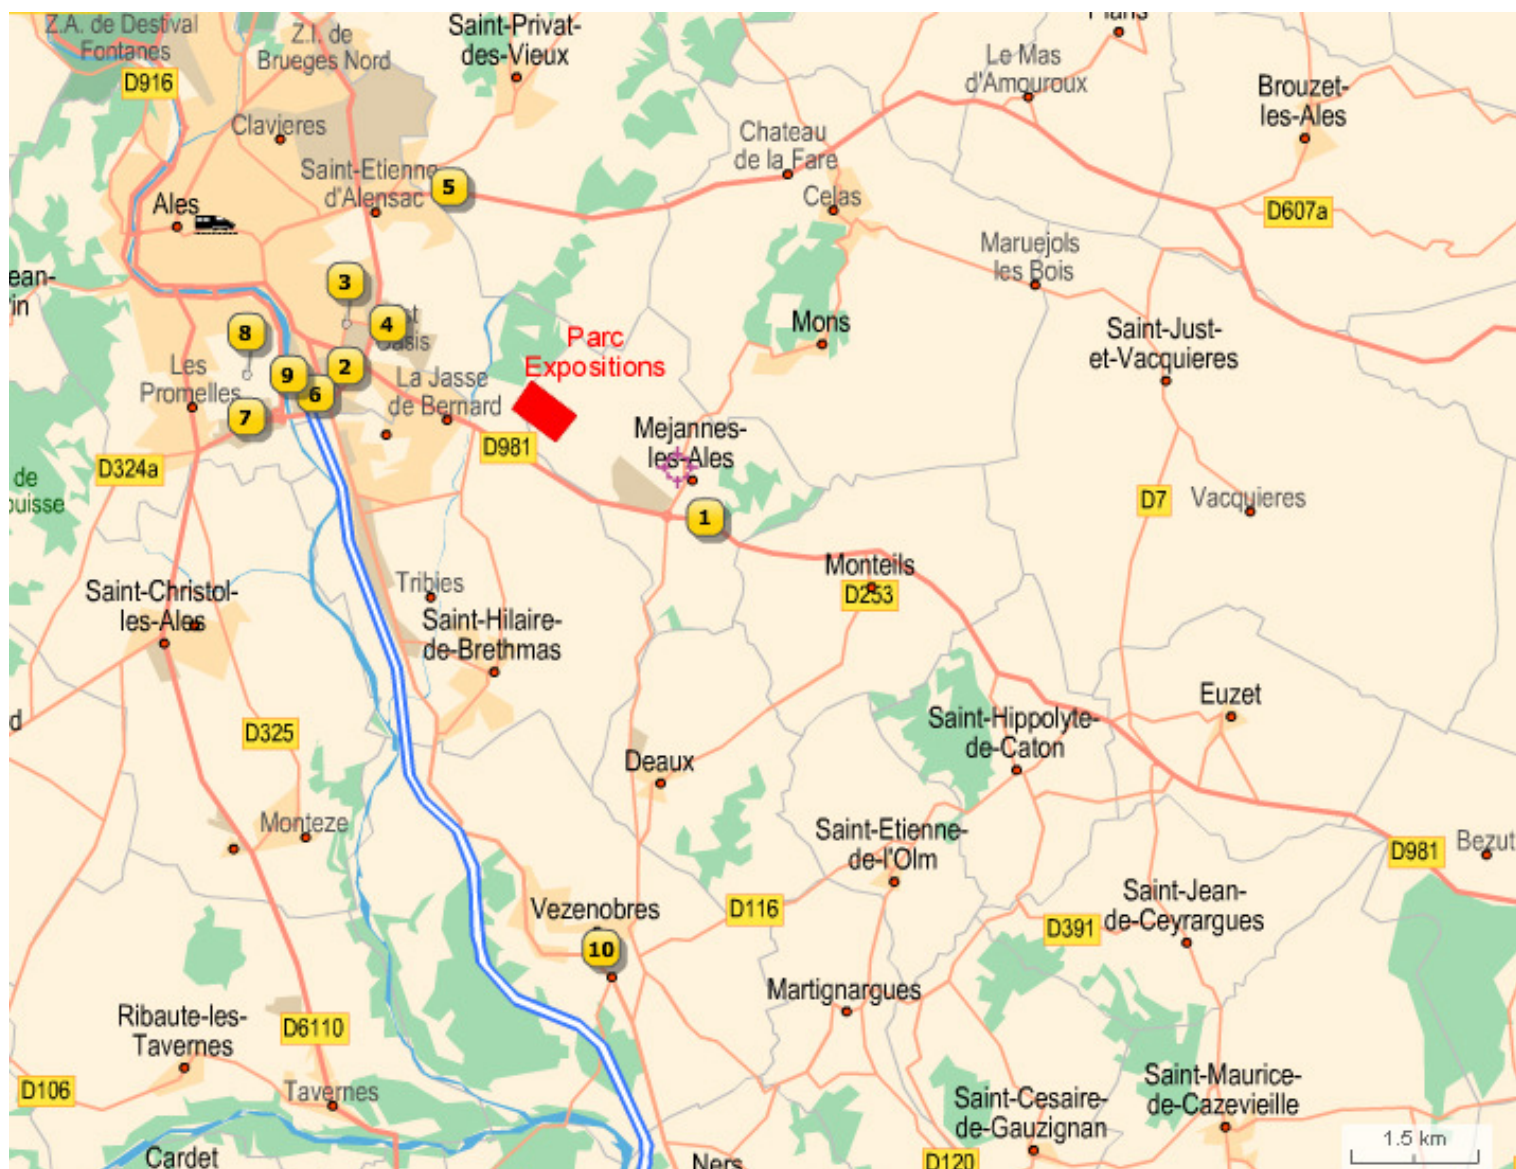 Z.A. de Destival
Fontanes
D916
Z.I. de
Brueges Nord
Saint-Privat-
des-Vieux
Le Mas
d'Amouroux
Brouzet-
les-Ales
Clavieres
Chateau
de la Fare
Saint-Etienne
d'Alensac
5
Ales
Celas
D607a
Maruejols
les Bois
3
8
4
Mons
Saint-Just-
et-Vacquieres
Parc
Expositions
Les
Promelles
9
2
6
7
La Jasse
de Bernard
D981
Mejannes-
les-Ales
D324a
1
D7
Vacquieres
Monteils
D253
Tribies
Saint-Christol-
les-Ales
Saint-Hilaire-
de-Brethmas
Euzet
D325
Saint-Hippolyte-
de-Caton
Deaux
Monteze
Saint-Etienne-
de-l'Olm
D981
Bezut
Vezenobres
D116
Saint-Jean-
de-Ceyrargues
D391
10
Martignargues
Ribaute-les-
Tavernes
D6110
D106
Tavernes
Saint-Cesaire-
de-Gauzignan
Saint-Maurice-
de-Cazevieille
1.5 km
Cardet
Ners
D120